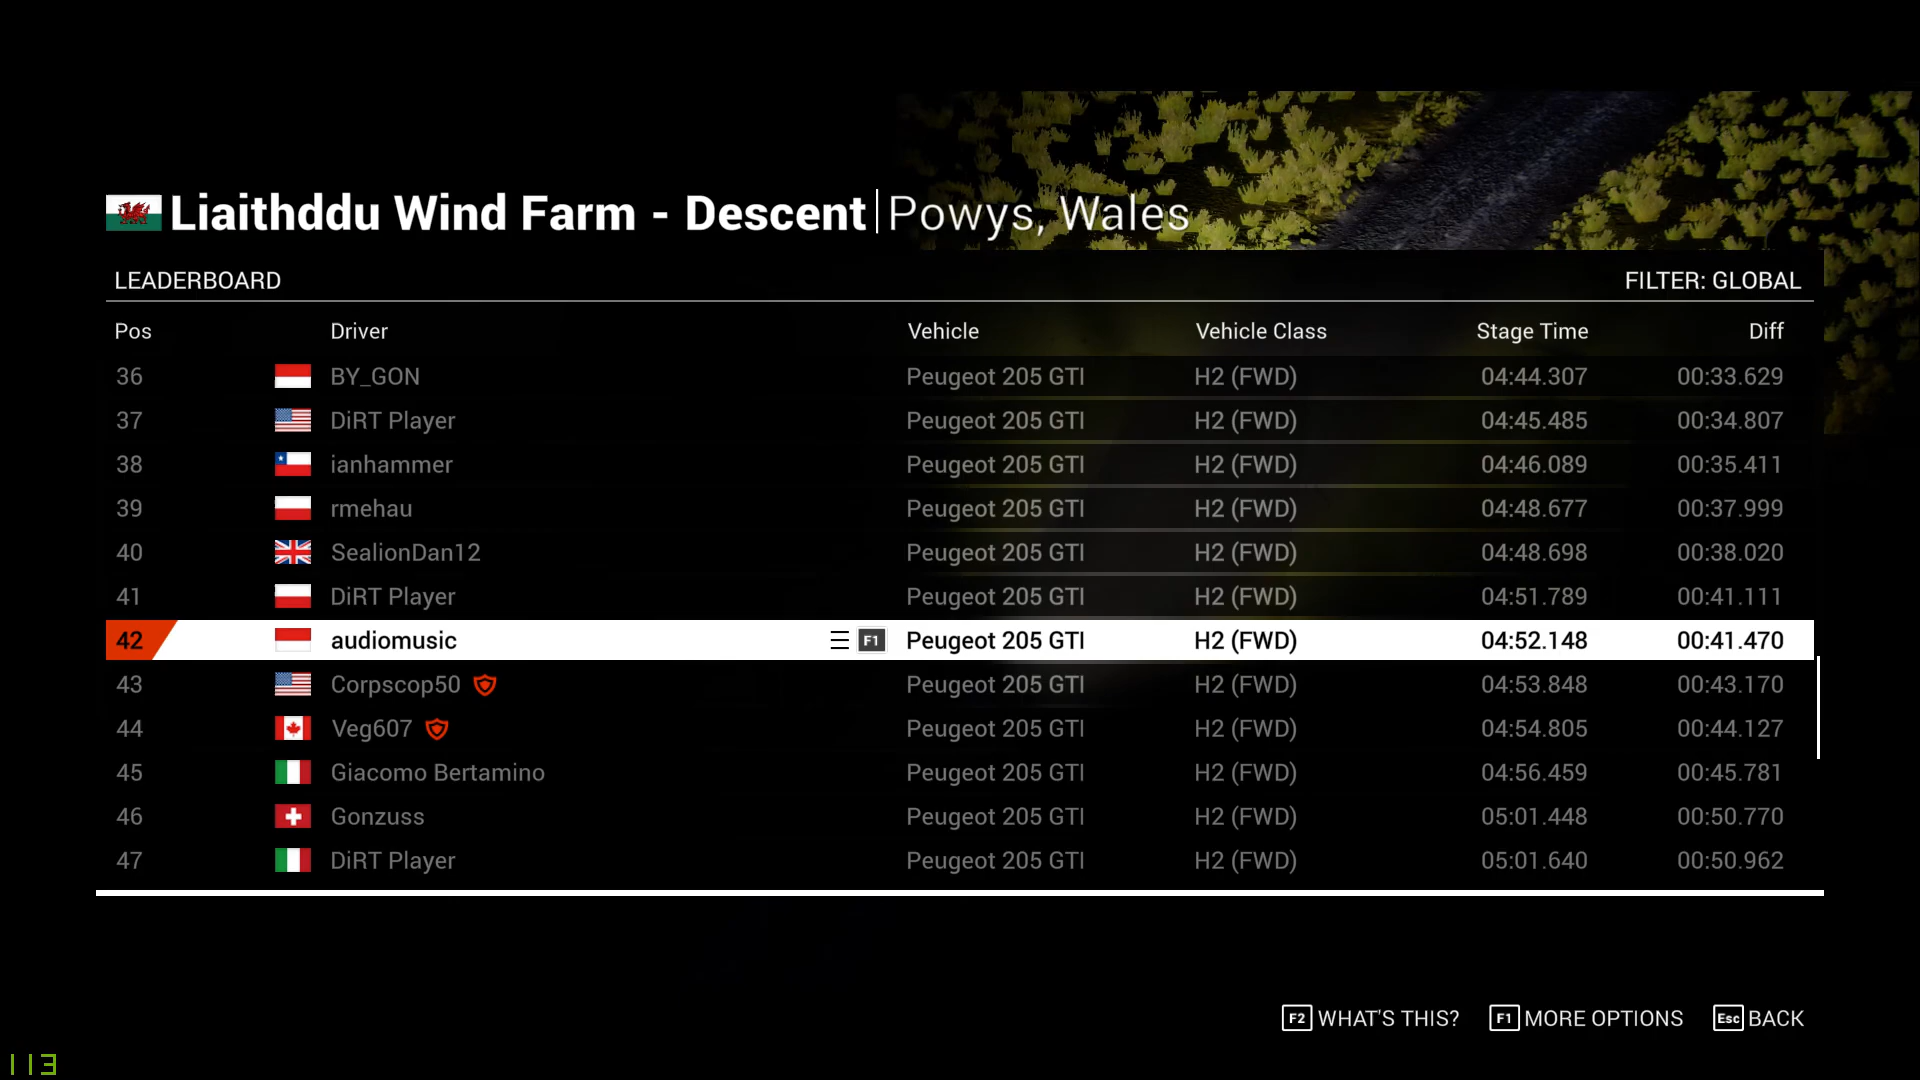 Liaithddu Wind Farm - Descent Powys, Wales
LEADERBOARD FILTER: GLOBAL
Pos Driver Vehicle Vehicle Class Stage Time Diff
36 BY_GON Peugeot 205 GTI H2 (FWD) 04:44.307 00:33.629
37 DiRT Player Peugeot 205 GTI H2 (FWD) 04:45.485 00:34.807
38 ianhammer Peugeot 205 GTI H2 (FWD) 04:46.089 00:35.411
39 rmehau Peugeot 205 GTI H2 (FWD) 04:48.677 00:37.999
40 SealionDan12 Peugeot 205 GTI H2 (FWD) 04:48.698 00:38.020
41 DiRT Player Peugeot 205 GTI H2 (FWD) 04:51.789 00:41.111
42 audiomusic F1 Peugeot 205 GTI H2 (FWD) 04:52.148 00:41.470
43 Corpscop50 Peugeot 205 GTI H2 (FWD) 04:53.848 00:43.170
44 Veg607 Peugeot 205 GTI H2 (FWD) 04:54.805 00:44.127
45 Giacomo Bertamino Peugeot 205 GTI H2 (FWD) 04:56.459 00:45.781
46 Gonzuss Peugeot 205 GTI H2 (FWD) 05:01.448 00:50.770
47 DiRT Player Peugeot 205 GTI H2 (FWD) 05:01.640 00:50.962
F2 WHAT'S THIS? F1 MORE OPTIONS Esc BACK
113